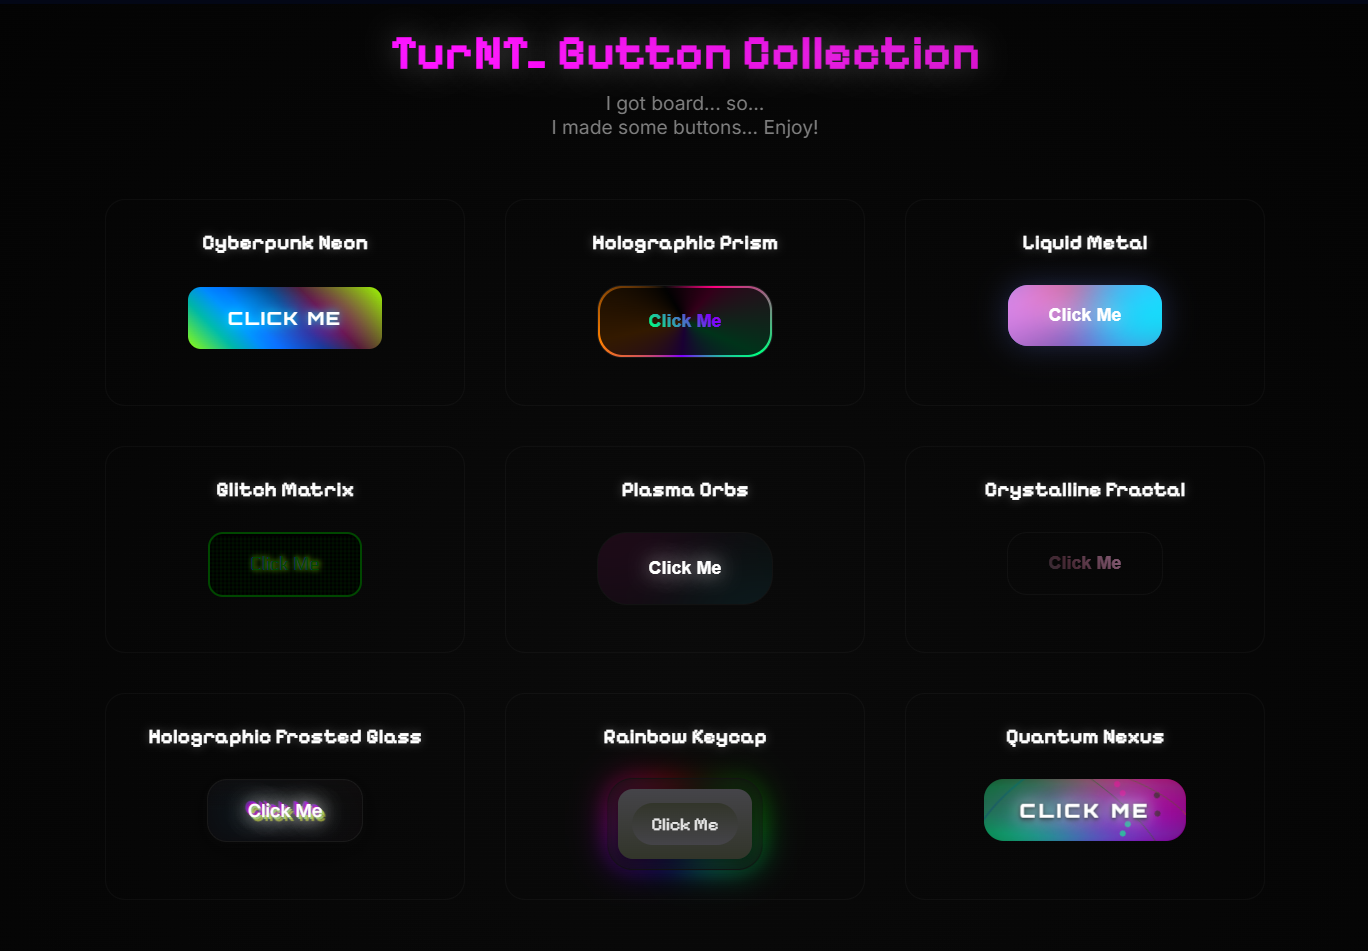 TurNT_ Button Collection
I got board... so...
I made some buttons... Enjoy!
Cyberpunk Neon
Holographic Prism
Liquid Metal
CLICK ME
Click Me
Click Me
Glitch Matrix
Plasma Orbs
Crystalline Fractal
Click Me
Click Me
Click Me
Holographic Frosted Glass
Rainbow Keycap
Quantum Nexus
Click Me
Click Me
CLICK ME